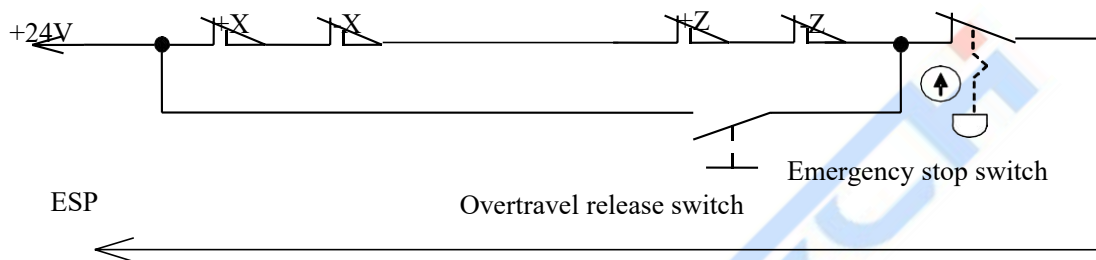 +24V
+X
-X
+Z
-Z
Emergency stop switch
ESP
Overtravel release switch